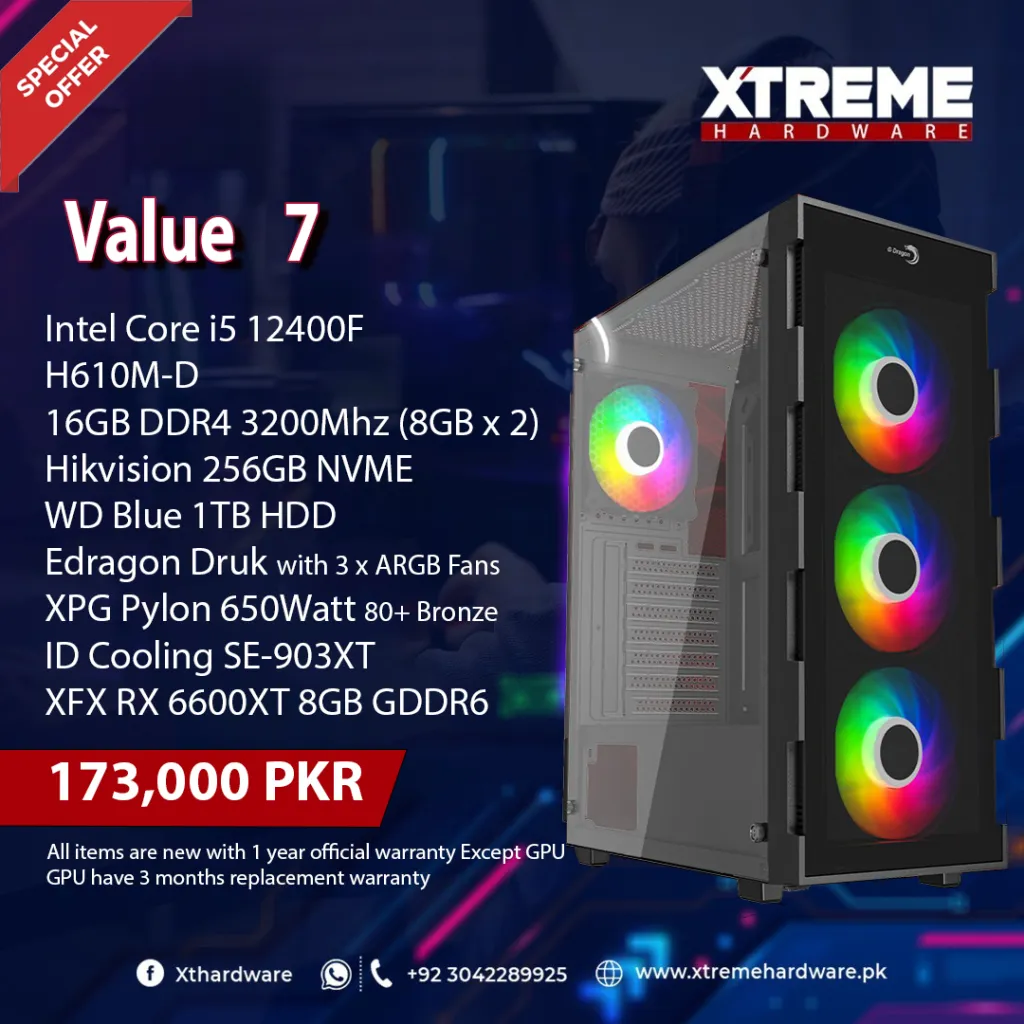 SPECIAL
OFFER
XTREME
HARDWARE
Value 7
Intel Core i5 12400F
H610M-D
16GB DDR4 3200Mhz (8GB x 2)
Hikvision 256GB NVME
WD Blue 1TB HDD
Edragon Druk with 3 x ARGB Fans
XPG Pylon 650Watt 80+ Bronze
ID Cooling SE-903XT
XFX RX 6600XT 8GB GDDR6
173,000 PKR
All items are new with 1 year official warranty Except GPU
GPU have 3 months replacement warranty
G Dragon
Xthardware
+92 3042289925
www.xtremehardware.pk